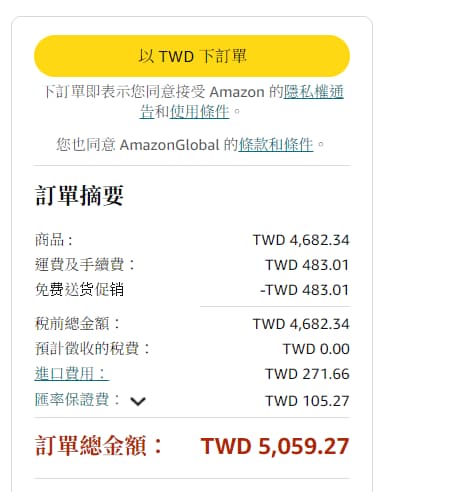 以 TWD 下訂單
下訂單即表示您同意接受 Amazon 的隱私權通
告和使用條件。
您也同意 AmazonGlobal 的條款和條件。
訂單摘要
商品 : TWD 4,682.34
運費及手續費： TWD 483.01
免费送货促销 -TWD 483.01
稅前總金額： TWD 4,682.34
預計徵收的稅費： TWD 0.00
進口費用： TWD 271.66
匯率保證費： TWD 105.27
訂單總金額： TWD 5,059.27